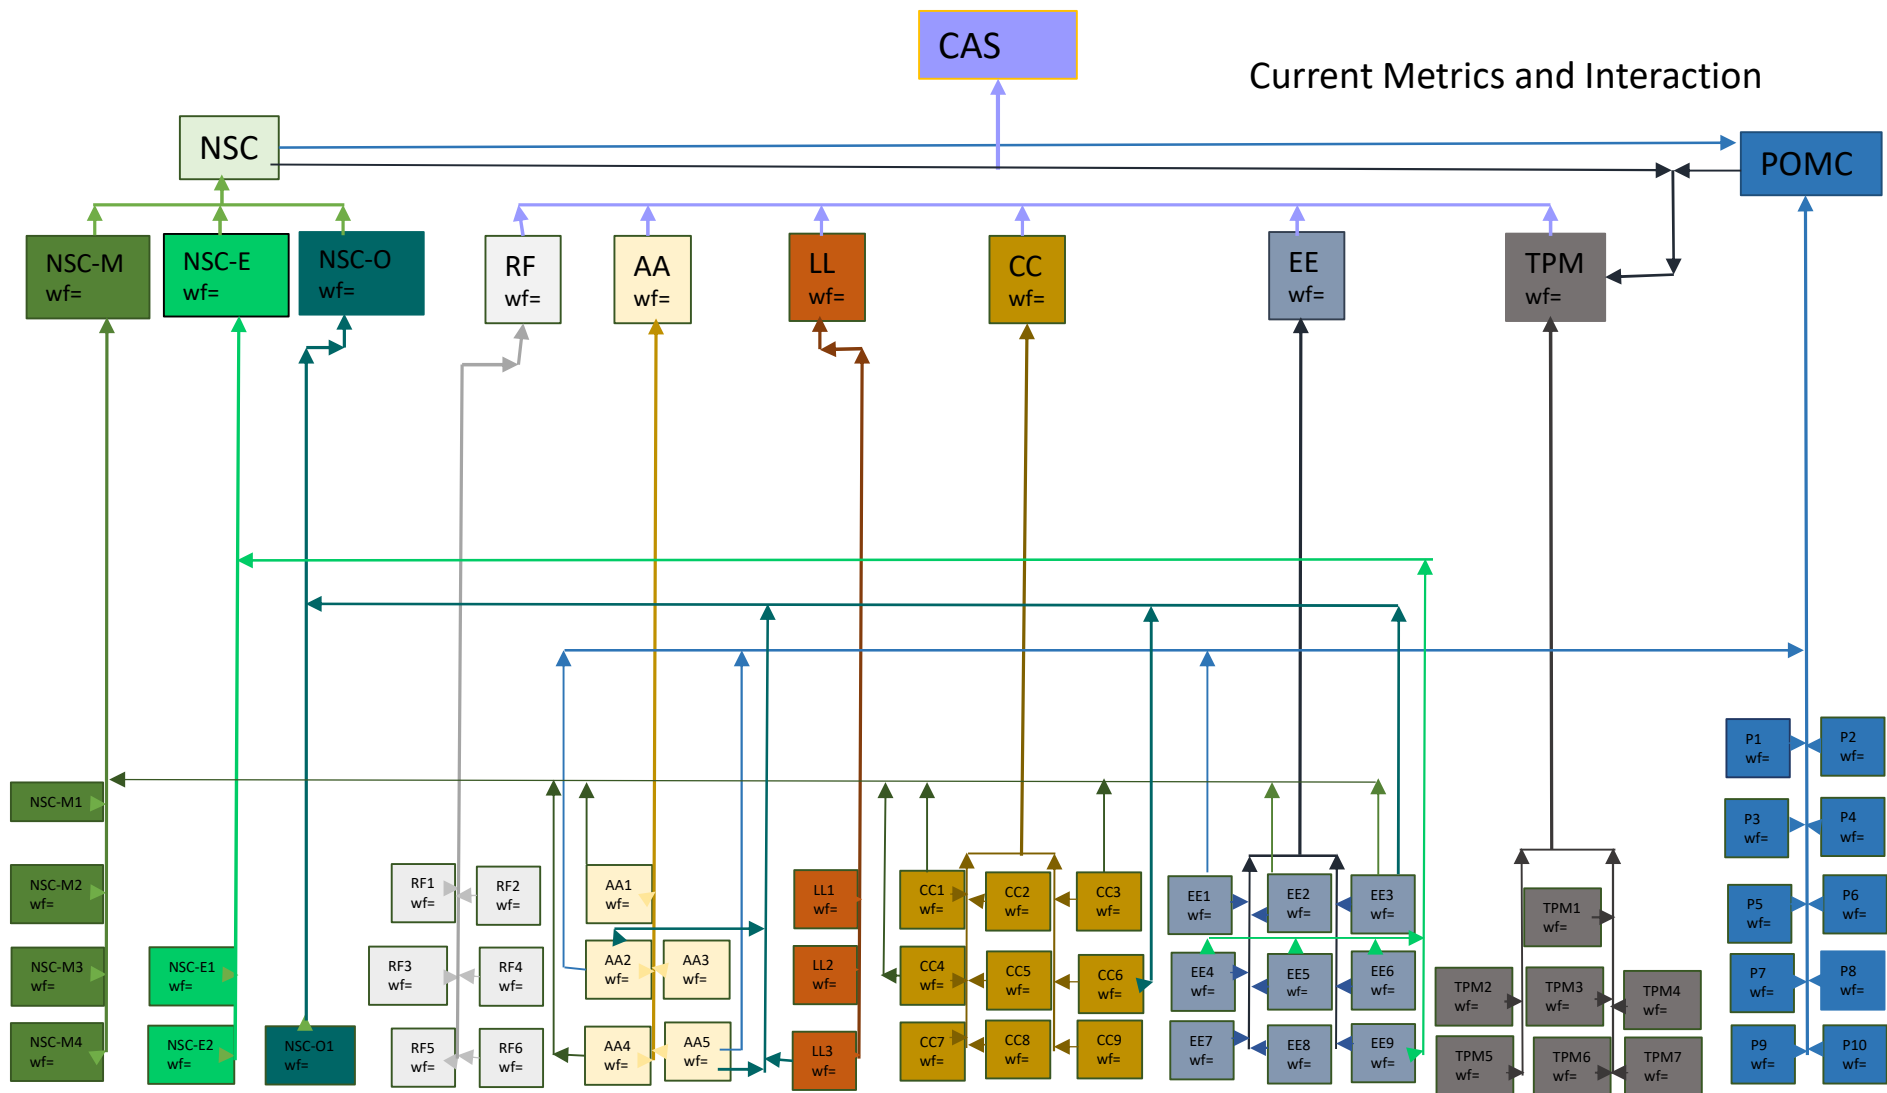 CAS
Current Metrics and Interaction
NSC
POMC
NSC-M
wf=
NSC-E
wf=
NSC-O
wf=
RF
wf=
AA
wf=
LL
wf=
CC
wf=
EE
wf=
TPM
wf=
NSC-M1
NSC-M2
wf=
NSC-M3
wf=
NSC-M4
wf=
NSC-E1
wf=
NSC-E2
wf=
NSC-O1
wf=
RF1
wf=
RF2
wf=
RF3
wf=
RF4
wf=
RF5
wf=
RF6
wf=
AA1
wf=
AA2
wf=
AA3
wf=
AA4
wf=
AA5
wf=
LL1
wf=
LL2
wf=
LL3
wf=
CC1
wf=
CC2
wf=
CC3
wf=
CC4
wf=
CC5
wf=
CC6
wf=
CC7
wf=
CC8
wf=
CC9
wf=
EE1
wf=
EE2
wf=
EE3
wf=
EE4
wf=
EE5
wf=
EE6
wf=
EE7
wf=
EE8
wf=
EE9
wf=
TPM1
wf=
TPM2
wf=
TPM3
wf=
TPM4
wf=
TPM5
wf=
TPM6
wf=
TPM7
wf=
P1
wf=
P2
wf=
P3
wf=
P4
wf=
P5
wf=
P6
wf=
P7
wf=
P8
wf=
P9
wf=
P10
wf=